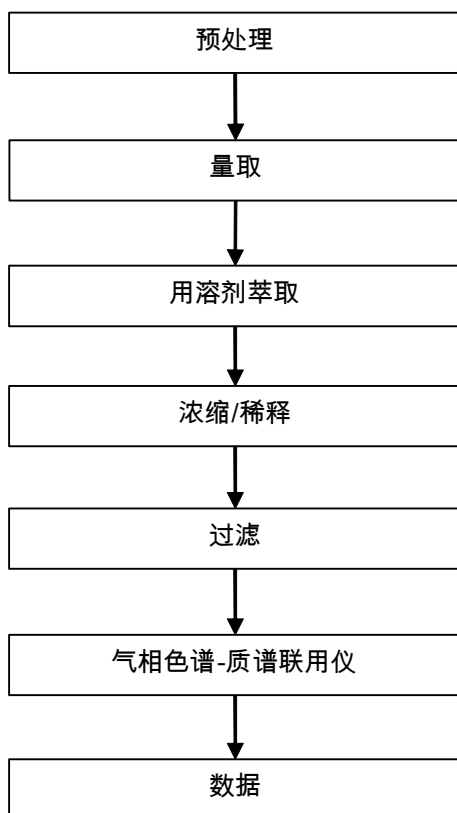 预处理
量取
用溶剂萃取
浓缩/稀释
过滤
气相色谱-质谱联用仪
数据